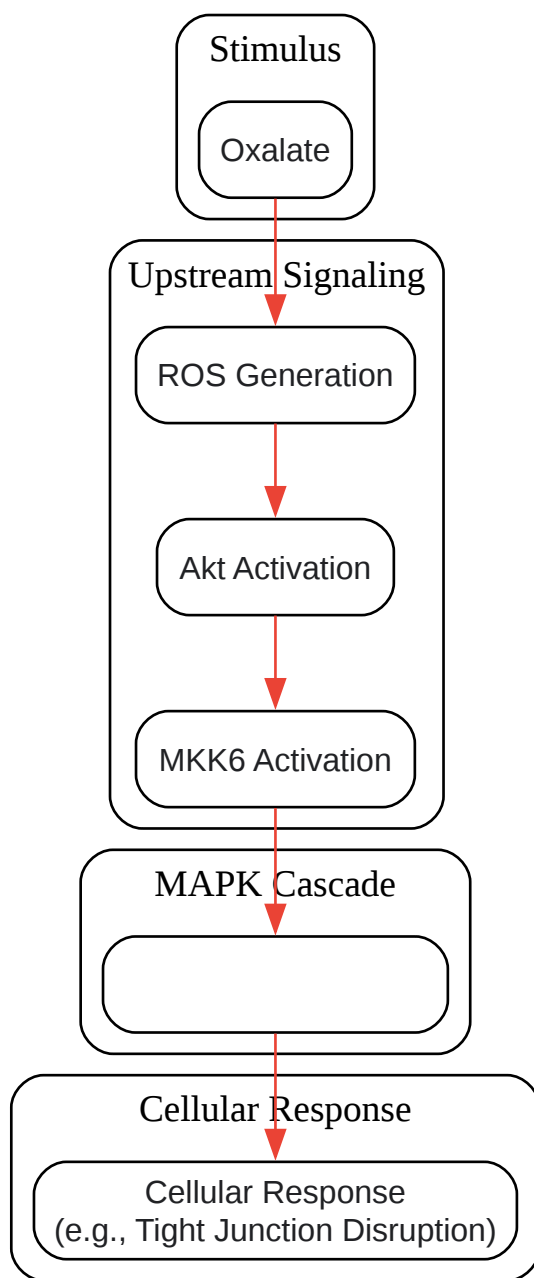 Stimulus
Oxalate
Upstream Signaling
ROS Generation
Akt Activation
MKK6 Activation
MAPK Cascade
Cellular Response
Cellular Response
(e.g., Tight Junction Disruption)